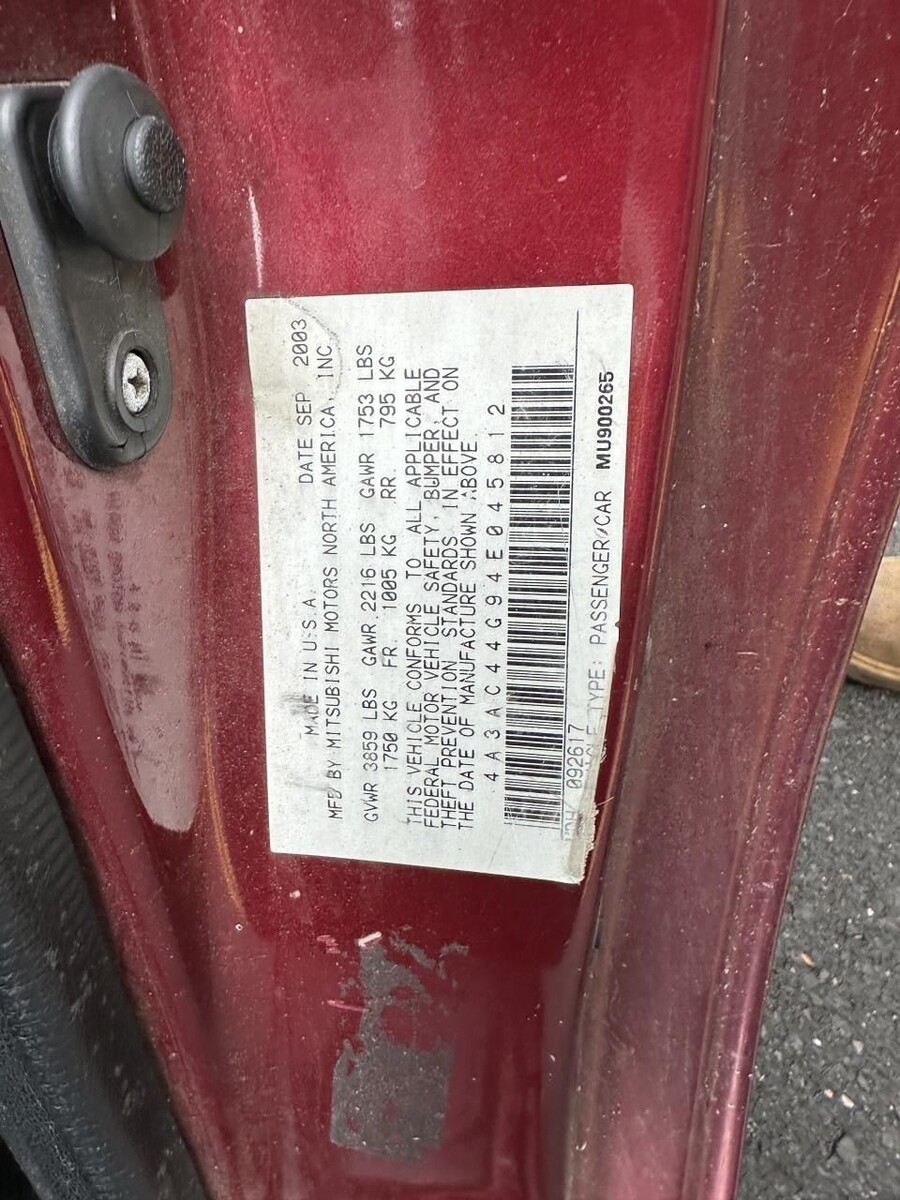 MADE IN U.S.A. DATE SEP 2003
MFD BY MITSUBISHI MOTORS NORTH AMERICA, INC
GVWR 3859 LBS GAWR 2216 LBS GAWR 1753 LBS
1750 KG FR. 1005 KG RR. 795 KG
THIS VEHICLE CONFORMS TO ALL APPLICABLE
FEDERAL MOTOR VEHICLE SAFETY, BUMPER, AND
THEFT PREVENTION STANDARDS IN EFFECT ON
THE DATE OF MANUFACTURE SHOWN ABOVE.
4A3AC44G94E045812
092617
TYPE: PASSENGER/CAR MU900265